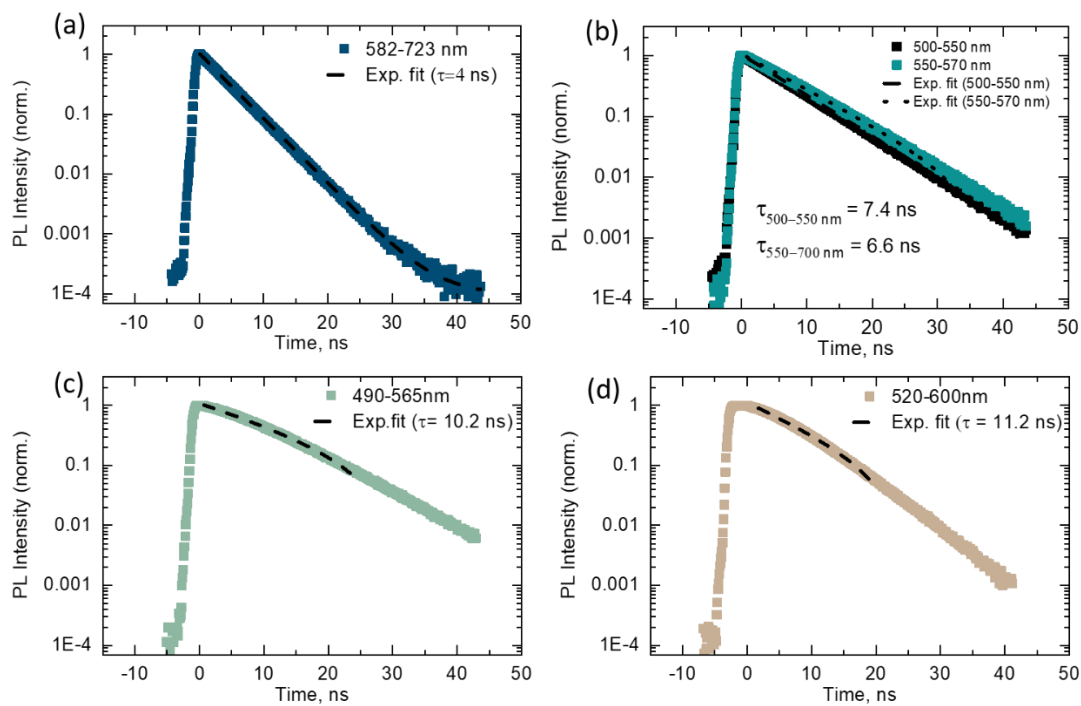 (a)
582-723 nm
Exp. fit (τ=4 ns)
PL Intensity (norm.)
1
0.1
0.01
0.001
1E-4
-10 0 10 20 30 40 50
Time, ns
(b)
500-550 nm
550-570 nm
Exp. fit (500-550 nm)
Exp. fit (550-570 nm)
τ500–550 nm = 7.4 ns
τ550–700 nm = 6.6 ns
PL Intensity (norm.)
1
0.1
0.01
0.001
1E-4
-10 0 10 20 30 40 50
Time, ns
(c)
490-565nm
Exp.fit (τ= 10.2 ns)
PL Intensity (norm.)
1
0.1
0.01
0.001
1E-4
-10 0 10 20 30 40 50
Time, ns
(d)
520-600nm
Exp. fit (τ = 11.2 ns)
PL Intensity (norm.)
1
0.1
0.01
0.001
1E-4
-10 0 10 20 30 40 50
Time, ns